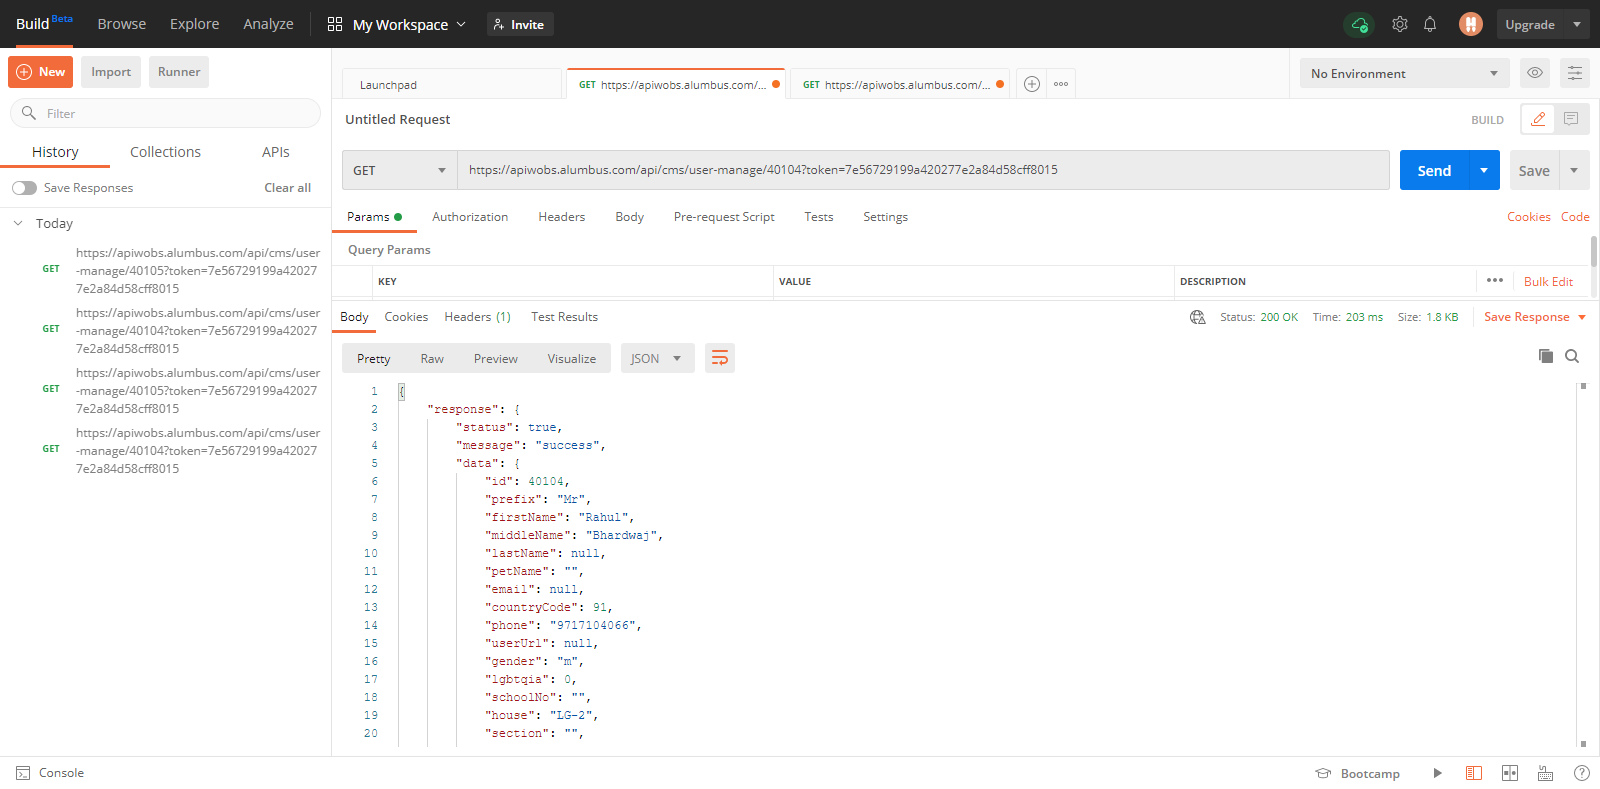 Build Beta Browse Explore Analyze My Workspace Invite Upgrade
New Import Runner
Filter
History Collections APIs
Save Responses Clear all
Today
GET https://apiwobs.alumbus.com/api/cms/user
-manage/40105?token=7e56729199a42027
7e2a84d58cff8015
GET https://apiwobs.alumbus.com/api/cms/user
-manage/40104?token=7e56729199a42027
7e2a84d58cff8015
GET https://apiwobs.alumbus.com/api/cms/user
-manage/40105?token=7e56729199a42027
7e2a84d58cff8015
GET https://apiwobs.alumbus.com/api/cms/user
-manage/40104?token=7e56729199a42027
7e2a84d58cff8015
Launchpad GET https://apiwobs.alumbus.com/... GET https://apiwobs.alumbus.com/... No Environment
Untitled Request BUILD
GET https://apiwobs.alumbus.com/api/cms/user-manage/40104?token=7e56729199a420277e2a84d58cff8015 Send Save
Params Authorization Headers Body Pre-request Script Tests Settings Cookies Code
Query Params
KEY VALUE DESCRIPTION ••• Bulk Edit
Body Cookies Headers (1) Test Results Status: 200 OK Time: 203 ms Size: 1.8 KB Save Response
Pretty Raw Preview Visualize JSON
1 {
2 "response": {
3 "status": true,
4 "message": "success",
5 "data": {
6 "id": 40104,
7 "prefix": "Mr",
8 "firstName": "Rahul",
9 "middleName": "Bhardwaj",
10 "lastName": null,
11 "petName": "",
12 "email": null,
13 "countryCode": 91,
14 "phone": "9717104066",
15 "userUrl": null,
16 "gender": "m",
17 "lgbtqia": 0,
18 "schoolNo": "",
19 "house": "LG-2",
20 "section": "",
Console Bootcamp